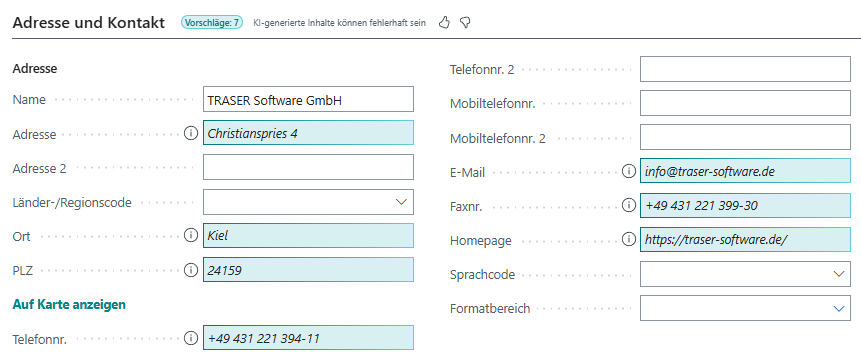 Adresse und Kontakt Vorschläge: 7 KI-generierte Inhalte können fehlerhaft sein
Adresse
Name TRASER Software GmbH
Adresse Christianspries 4
Adresse 2
Länder-/Regionscode
Ort Kiel
PLZ 24159
Auf Karte anzeigen
Telefonnr. +49 431 221 394-11
Telefonnr. 2
Mobiltelefonnr.
Mobiltelefonnr. 2
E-Mail info@traser-software.de
Faxnr. +49 431 221 399-30
Homepage https://traser-software.de/
Sprachcode
Formatbereich